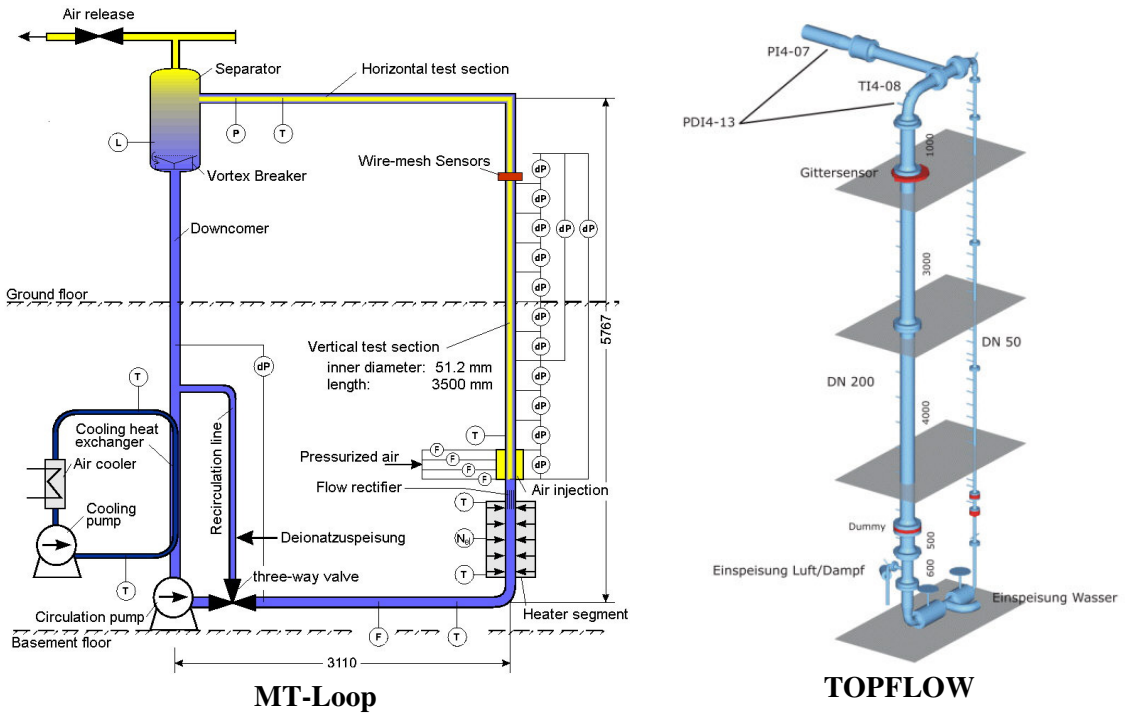 Air release
Separator
Horizontal test section
P
T
L
Wire-mesh Sensors
Vortex Breaker
dP
dP
dP
dP
dP
dP
Downcomer
Ground floor
dP
dP
5767
Vertical test section
inner diameter: 51.2 mm
length: 3500 mm
dP
dP
dP
T
dP
Cooling heat
exchanger
Recirculation line
T
dP
F
F
F
F
Pressurized air
dP
Air cooler
Flow rectifier
Air injection
T
Cooling
pump
Nel
Deionatzuspeisung
T
T
three-way valve
Circulation pump
Heater segment
F
T
Basement floor
3110
MT-Loop
PI4-07
TI4-08
PDI4-13
1000
Gittersensor
3000
DN 50
DN 200
4000
Dummy
500
Einspeisung Luft/Dampf
600
Einspeisung Wasser
TOPFLOW